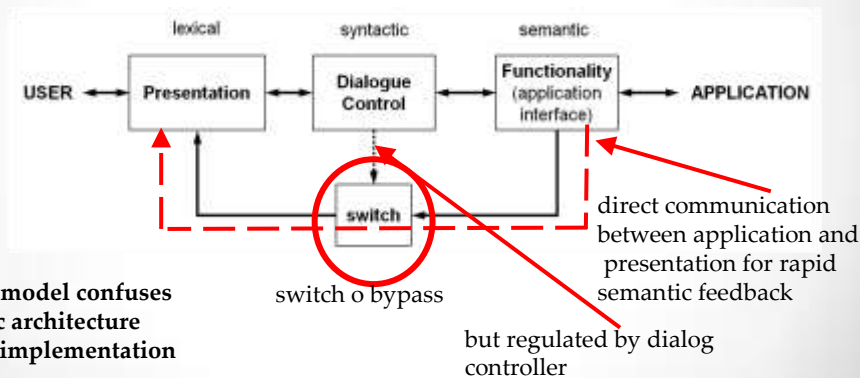 lexical syntactic semantic
USER Presentation Dialogue Control Functionality (application interface) APPLICATION
switch
direct communication
between application and
presentation for rapid
semantic feedback
switch o bypass
but regulated by dialog
controller
model confuses
architecture
implementation